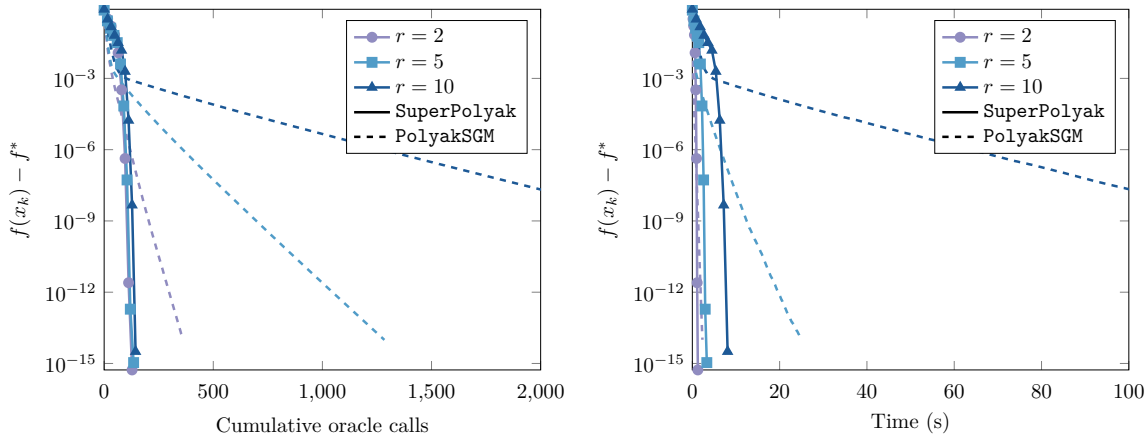 r = 2
r = 5
r = 10
SuperPolyak
PolyakSGM
10^{-3}
10^{-6}
10^{-9}
10^{-12}
10^{-15}
f(x_k) − f^*
0 500 1,000 1,500 2,000
Cumulative oracle calls
r = 2
r = 5
r = 10
SuperPolyak
PolyakSGM
10^{-3}
10^{-6}
10^{-9}
10^{-12}
10^{-15}
f(x_k) − f^*
0 20 40 60 80 100
Time (s)